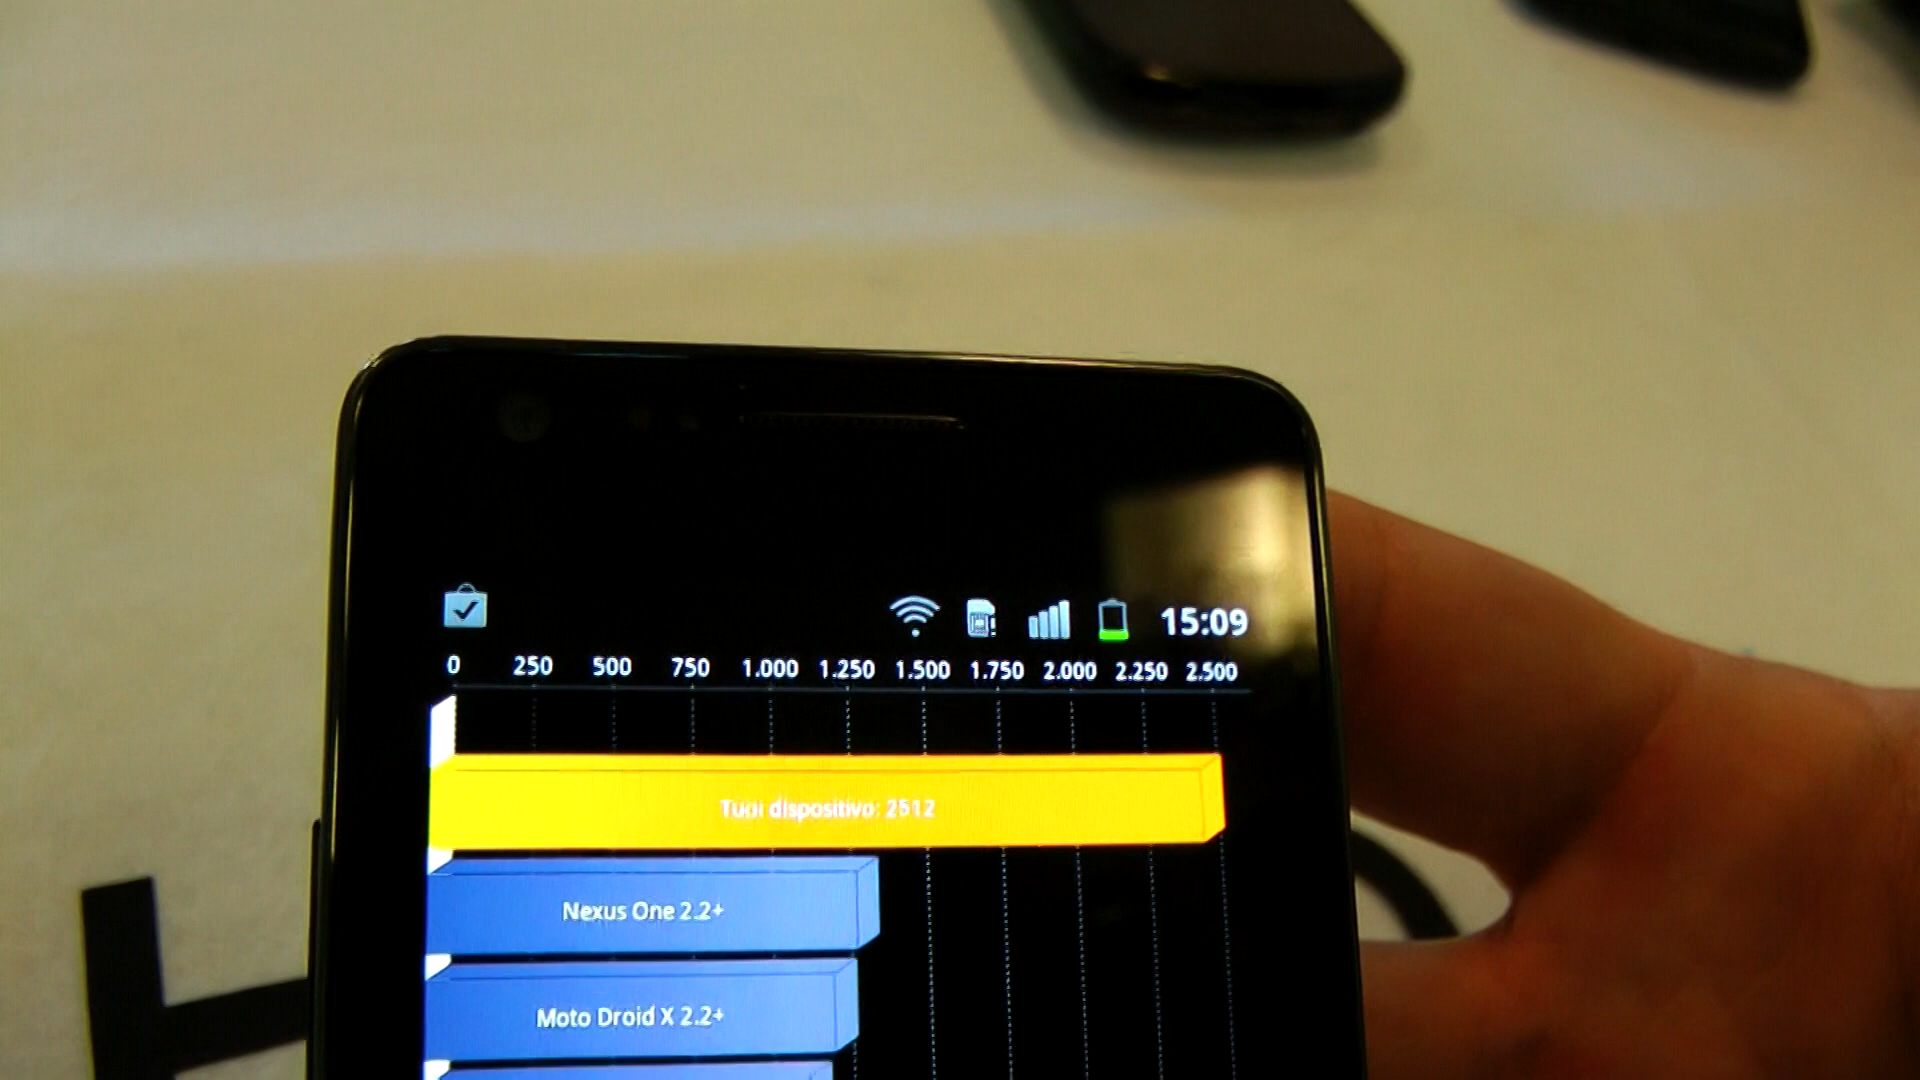 15:09
0 250 500 750 1.000 1.250 1.500 1.750 2.000 2.250 2.500
Tuoi dispositivo: 2512
Nexus One 2.2+
Moto Droid X 2.2+